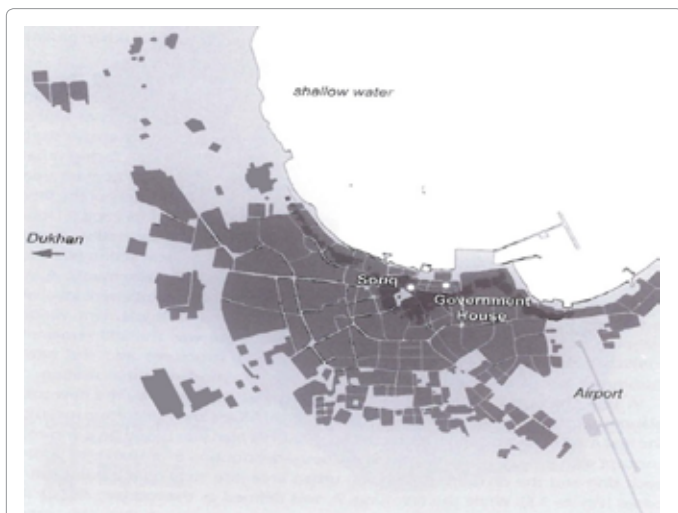 shallow water
Dukhan
Souq
Government
House
Airport